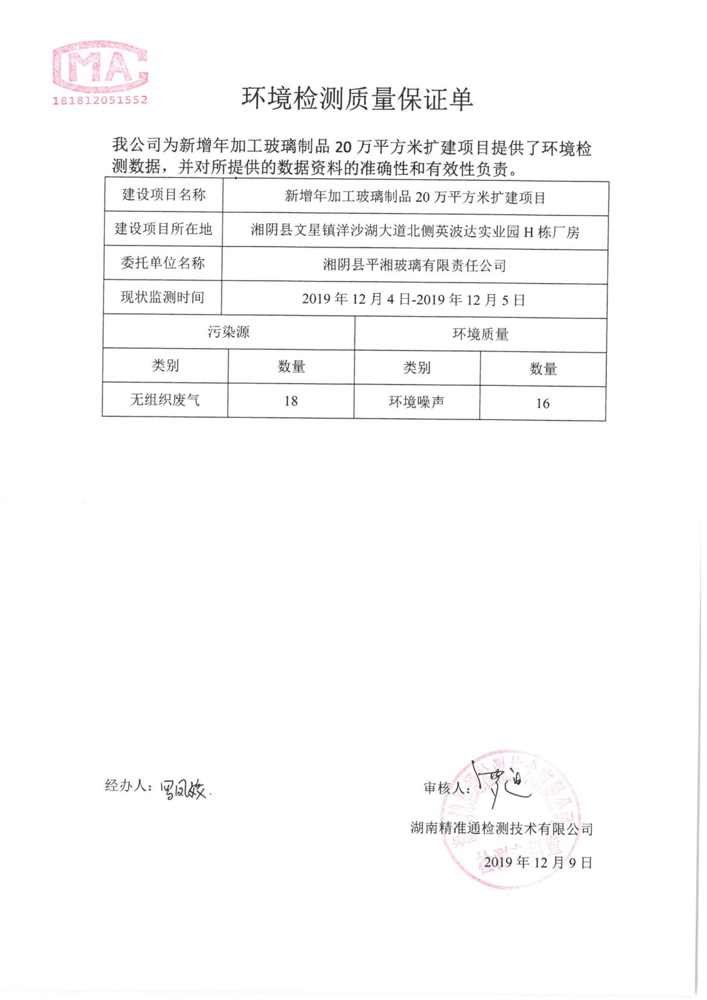 CMA
181812051552
环境检测质量保证单
我公司为新增年加工玻璃制品 20 万平方米扩建项目提供了环境检
测数据，并对所提供的数据资料的准确性和有效性负责。
建设项目名称 新增年加工玻璃制品 20 万平方米扩建项目
建设项目所在地 湘阴县文星镇洋沙湖大道北侧英波达实业园 H 栋厂房
委托单位名称 湘阴县平湘玻璃有限责任公司
现状监测时间 2019 年 12 月 4 日-2019 年 12 月 5 日
污染源 环境质量
类别 数量 类别 数量
无组织废气 18 环境噪声 16
经办人：
审核人：
湖南精准通检测技术有限公司
2019 年 12 月 9 日
检测专用章